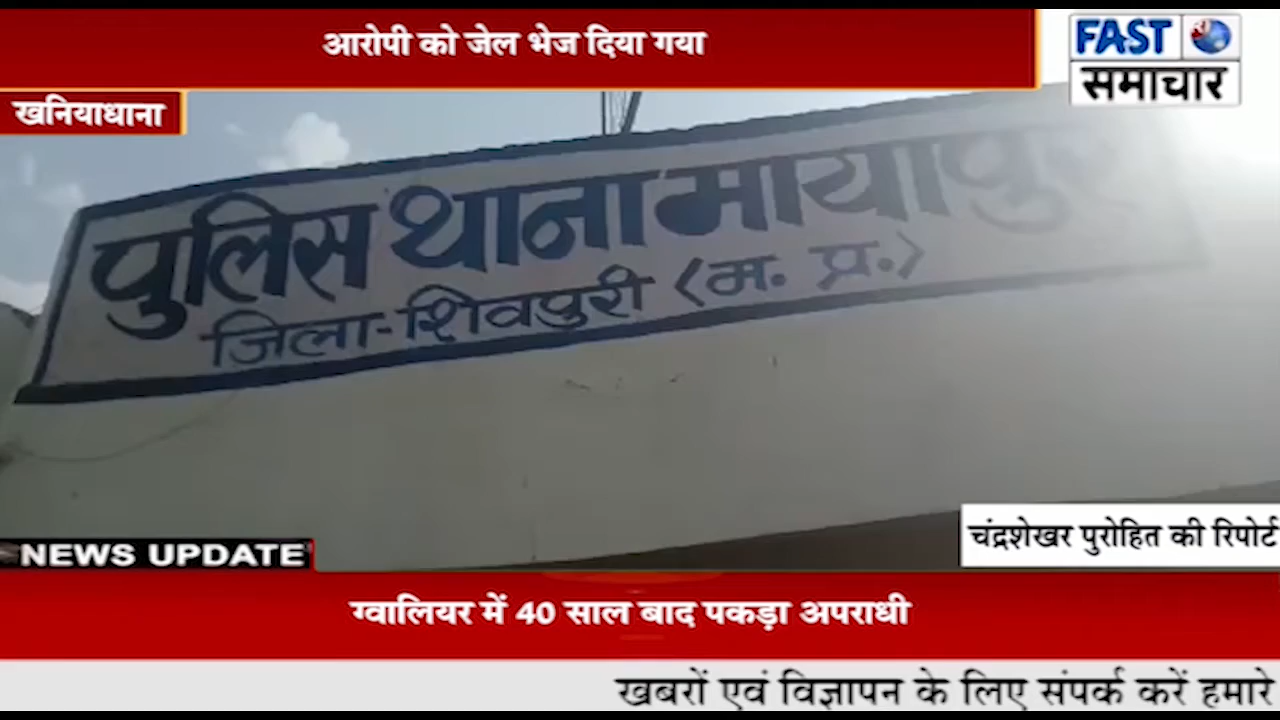 आरोपी को जेल भेज दिया गया
FAST
समाचार
खनियाधाना
पुलिस थाना मायापुर
जिला-शिवपुरी (म. प्र.)
चंद्रशेखर पुरोहित की रिपोर्ट
NEWS UPDATE
ग्वालियर में 40 साल बाद पकड़ा अपराधी
खबरों एवं विज्ञापन के लिए संपर्क करें हमारे